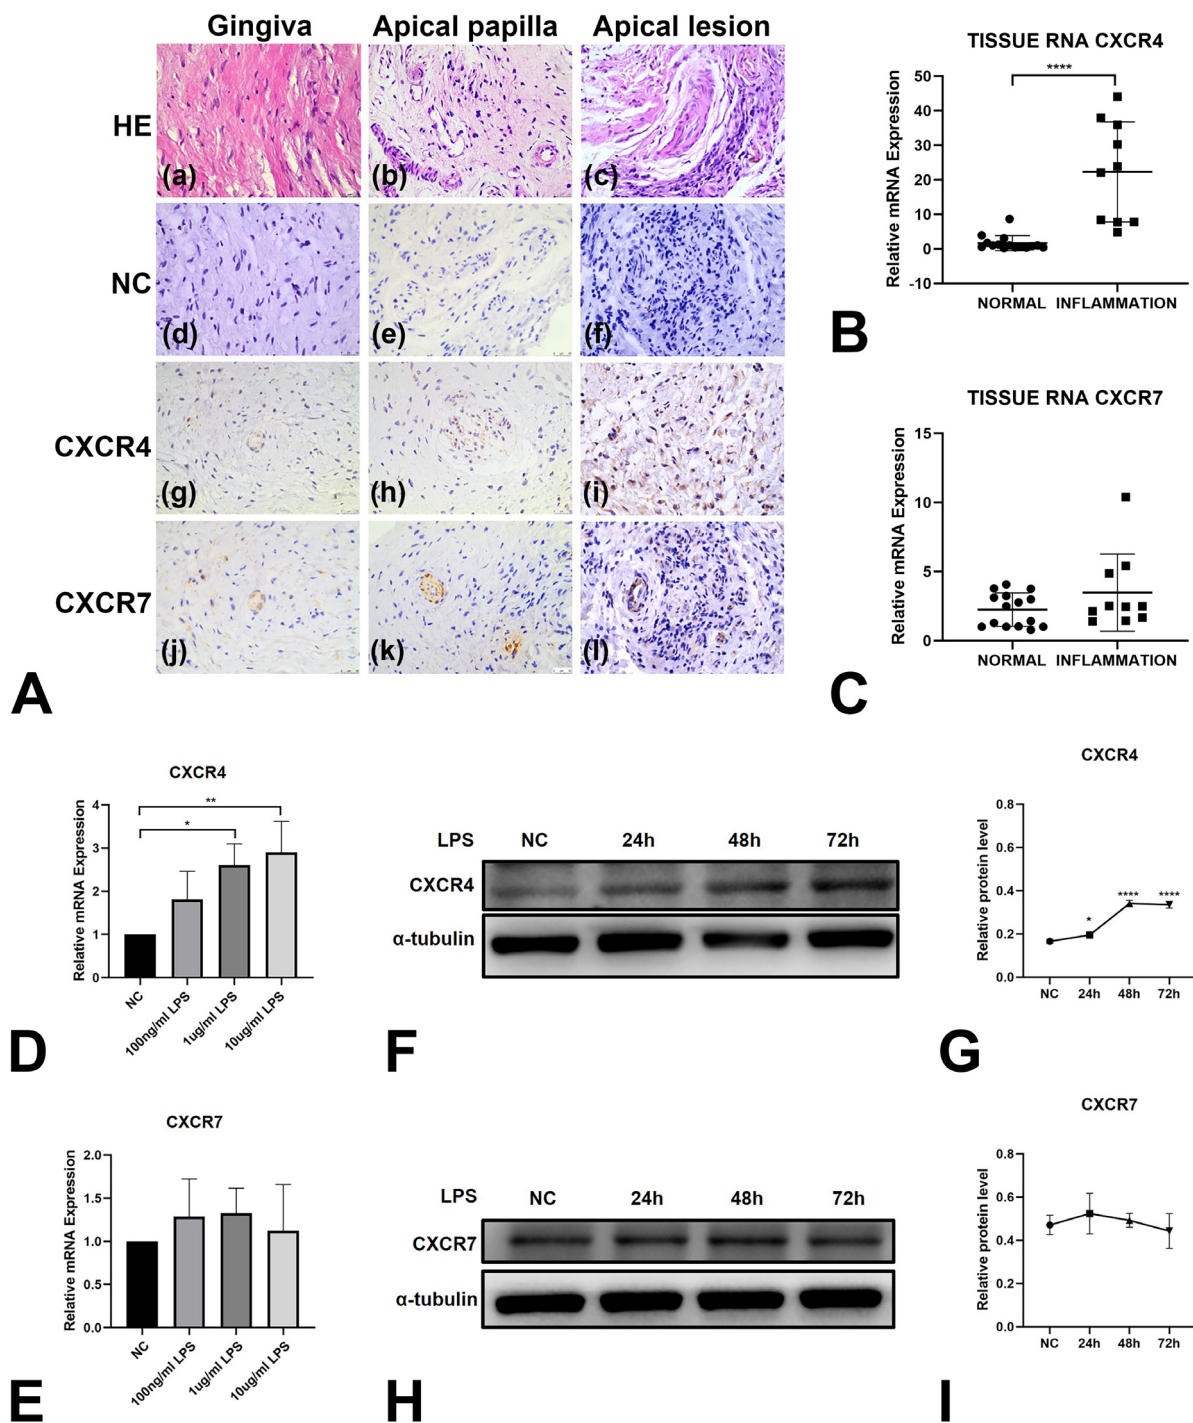 Gingiva Apical papilla Apical lesion
HE
(a) (b) (c)
NC
(d) (e) (f)
CXCR4
(g) (h) (i)
CXCR7
(j) (k) (l)
A
TISSUE RNA CXCR4
****
Relative mRNA Expression
50
40
30
20
10
0
-10
NORMAL INFLAMMATION
B
TISSUE RNA CXCR7
Relative mRNA Expression
15
10
5
0
NORMAL INFLAMMATION
C
CXCR4
**
*
Relative mRNA Expression
4
3
2
1
0
NC 100ng/ml LPS 1ug/ml LPS 10ug/ml LPS
D
LPS NC 24h 48h 72h
CXCR4
α-tubulin
F
CXCR4
Relative protein level
0.8
0.6
0.4
0.2
0.0
* **** ****
NC 24h 48h 72h
G
CXCR7
Relative mRNA Expression
2.0
1.5
1.0
0.5
0.0
NC 100ng/ml LPS 1ug/ml LPS 10ug/ml LPS
E
LPS NC 24h 48h 72h
CXCR7
α-tubulin
H
CXCR7
Relative protein level
0.8
0.6
0.4
0.2
0.0
NC 24h 48h 72h
I